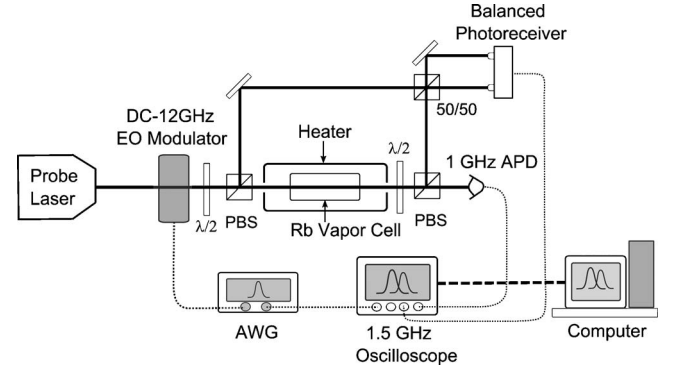 Balanced
Photoreceiver
DC-12GHz
EO Modulator
50/50
Heater
λ/2
1 GHz APD
Probe
Laser
λ/2
PBS
Rb Vapor Cell
PBS
AWG
1.5 GHz
Oscilloscope
Computer